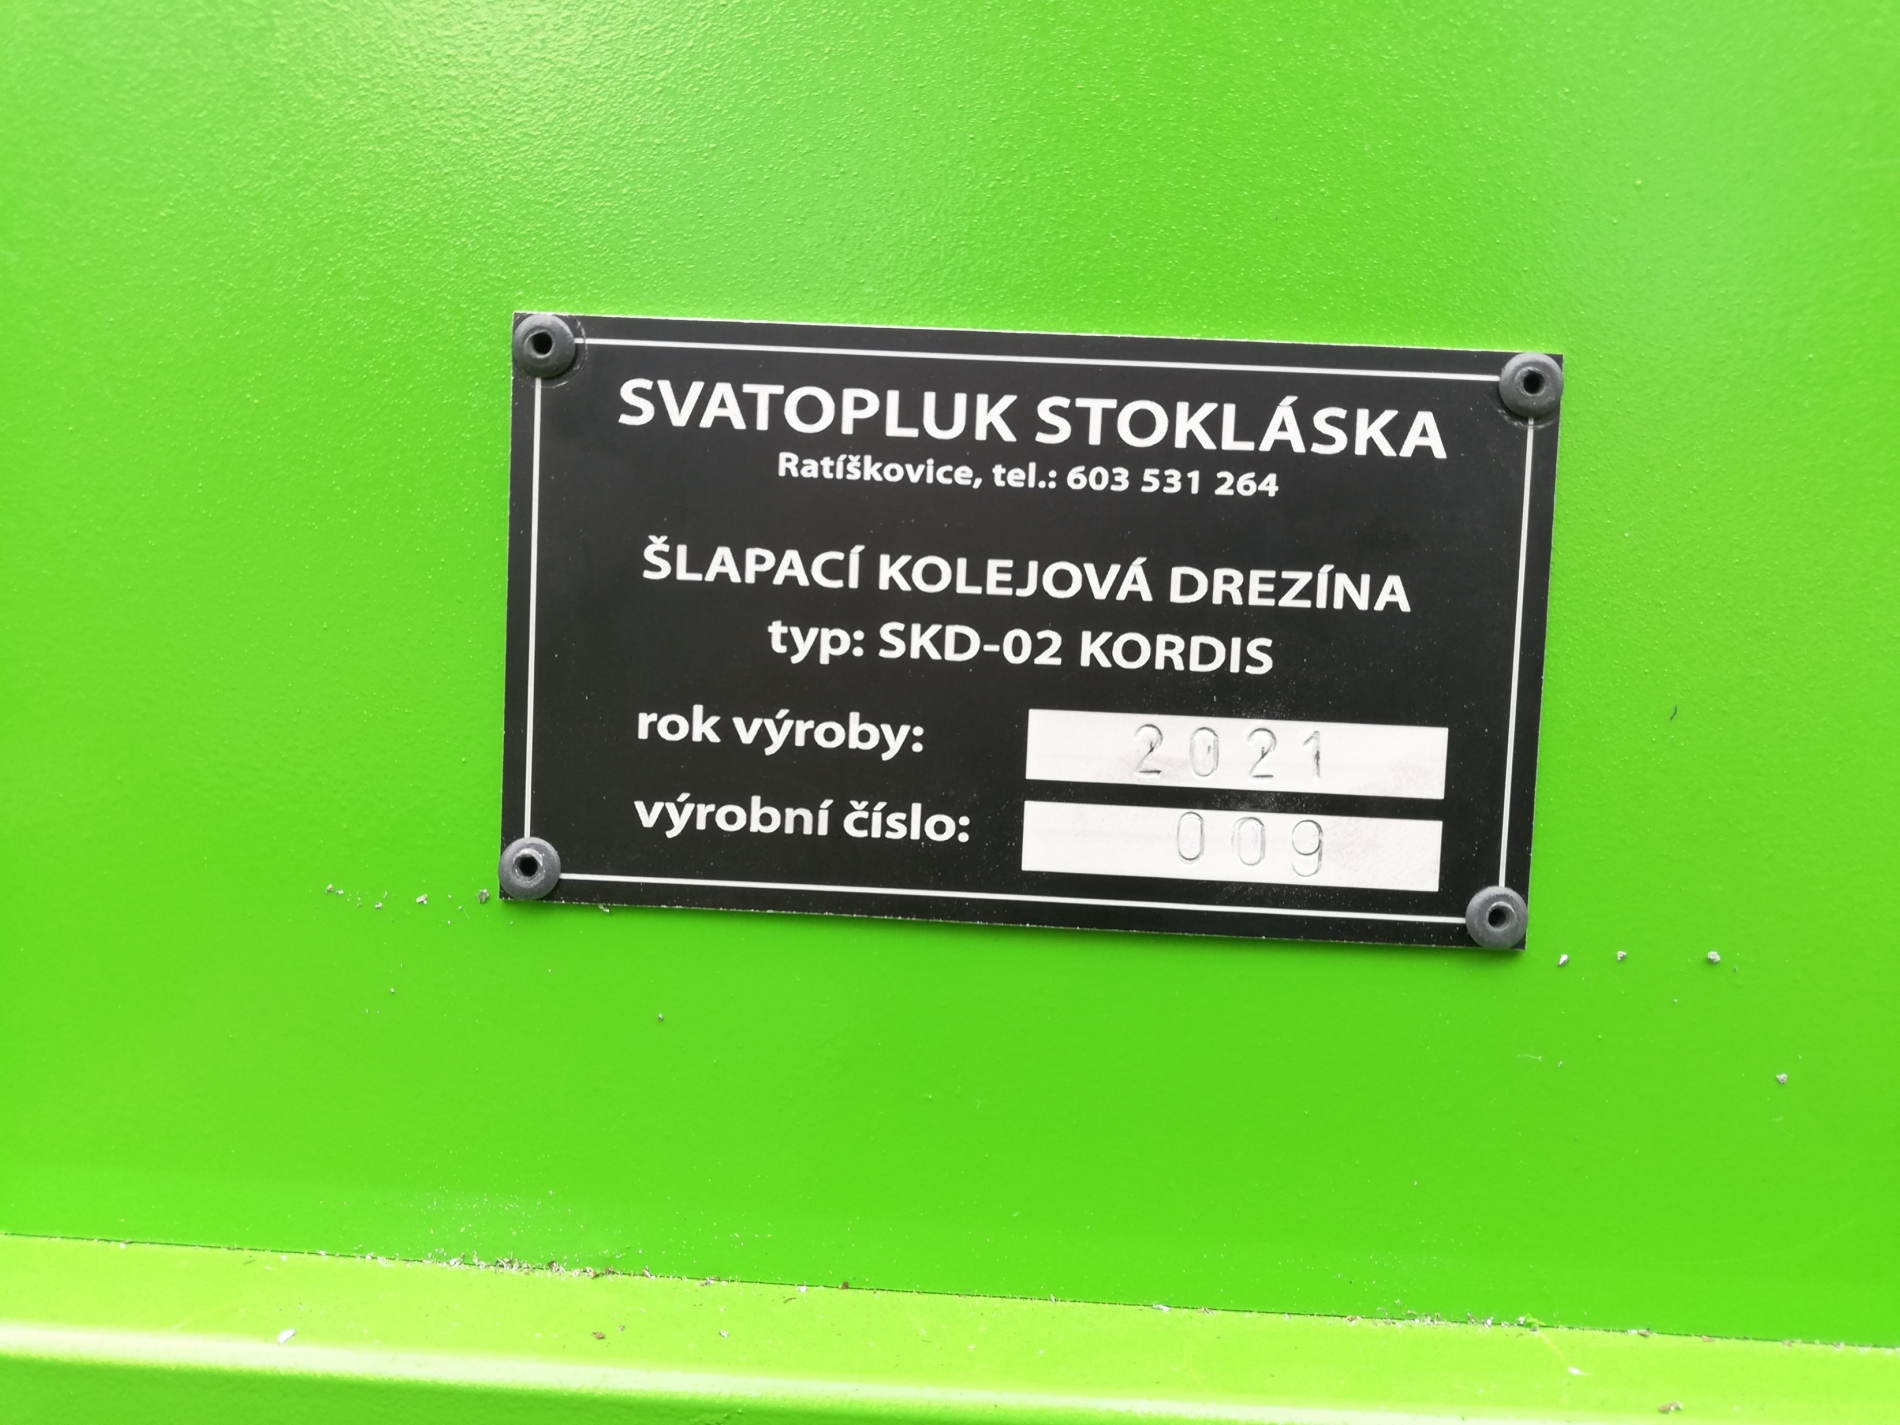 SVATOPLUK STOKLÁSKA
Ratíškovice, tel.: 603 531 264
ŠLAPACÍ KOLEJOVÁ DREZÍNA
typ: SKD-02 KORDIS
rok výroby: 2021
výrobní číslo: 009